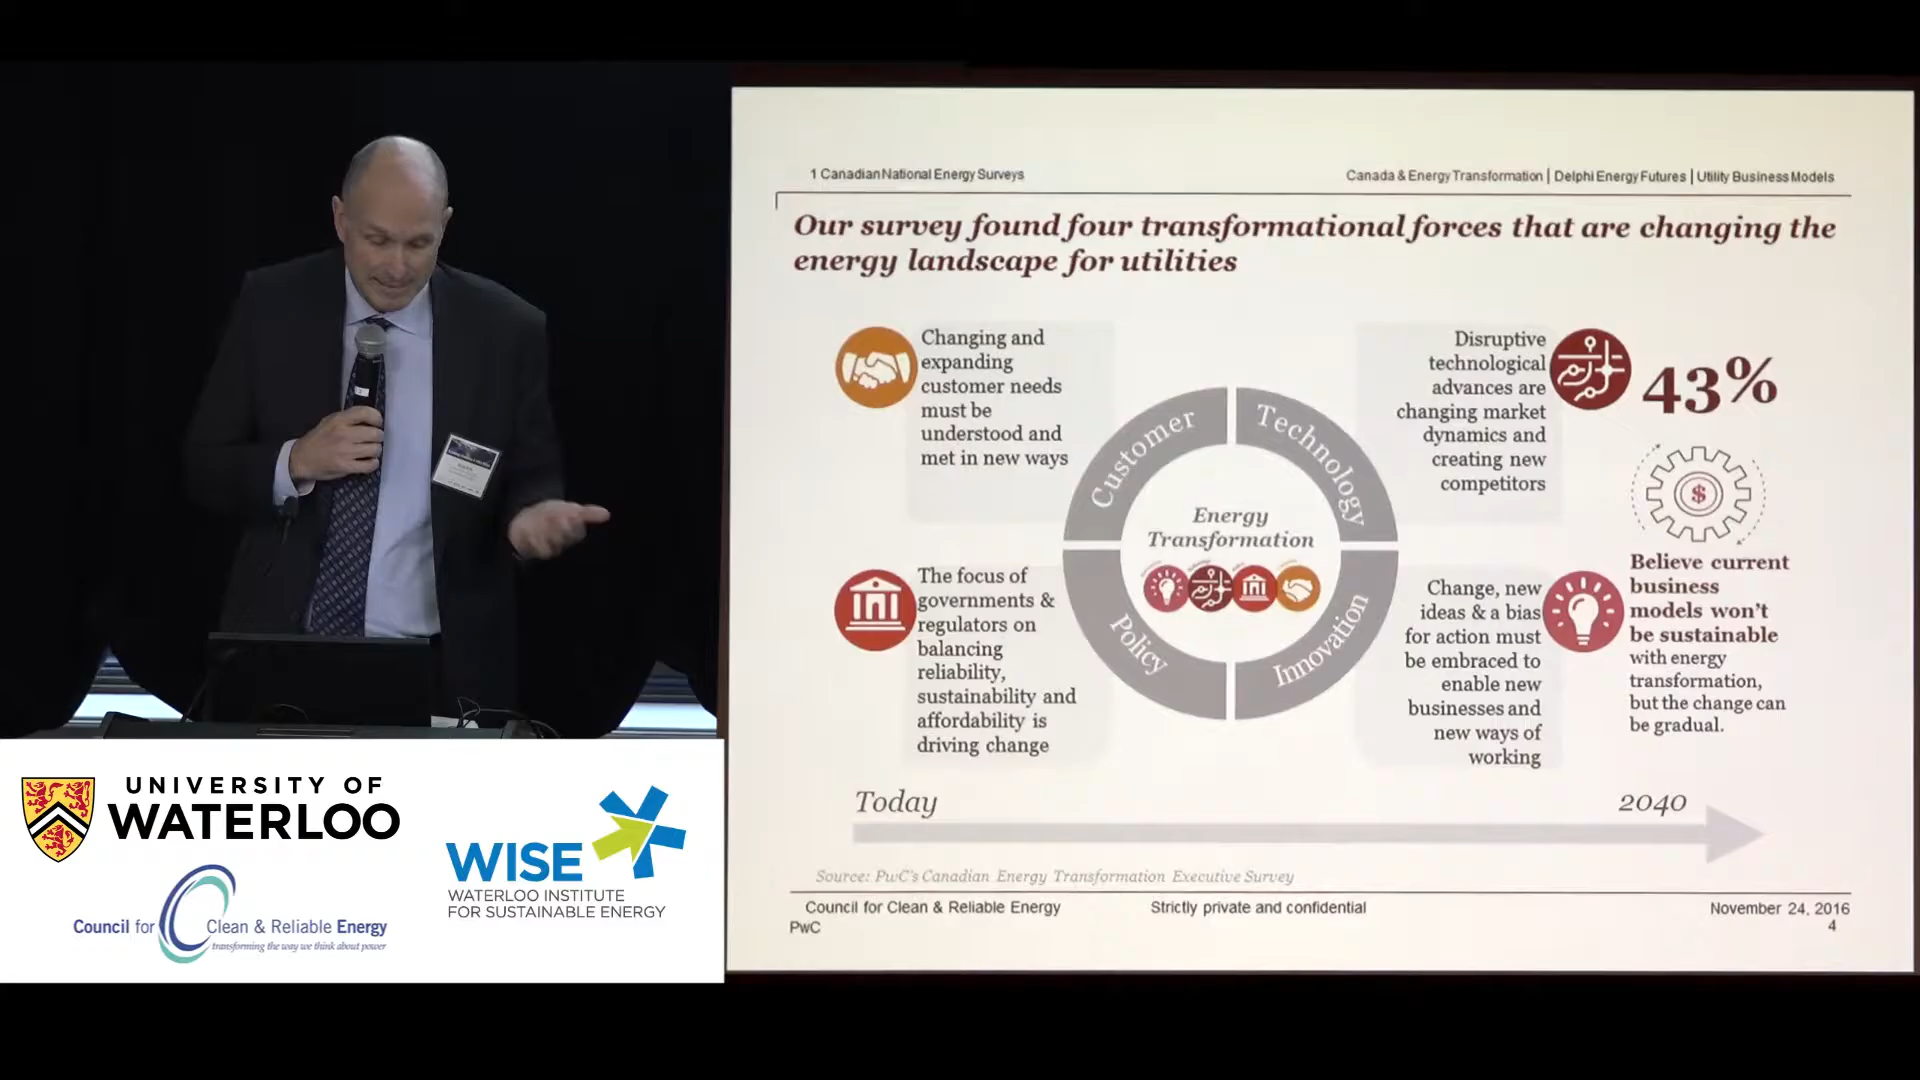 1 Canadian National Energy Surveys
Canada & Energy Transformation | Delphi Energy Futures | Utility Business Models
Our survey found four transformational forces that are changing the
energy landscape for utilities
Changing and
expanding
customer needs
must be
understood and
met in new ways
Disruptive
technological
advances are
changing market
dynamics and
creating new
competitors
43%
$
Believe current
business
models won't
be sustainable
with energy
transformation,
but the change can
be gradual.
Customer
Technology
Energy
Transformation
Policy
Innovation
The focus of
governments &
regulators on
balancing
reliability,
sustainability and
affordability is
driving change
Change, new
ideas & a bias
for action must
be embraced to
enable new
businesses and
new ways of
working
Today
2040
Source: PwC's Canadian Energy Transformation Executive Survey
Council for Clean & Reliable Energy
Strictly private and confidential
November 24, 2016
PwC
4
UNIVERSITY OF
WATERLOO
WISE
WATERLOO INSTITUTE
FOR SUSTAINABLE ENERGY
Council for Clean & Reliable Energy
transforming the way we think about power